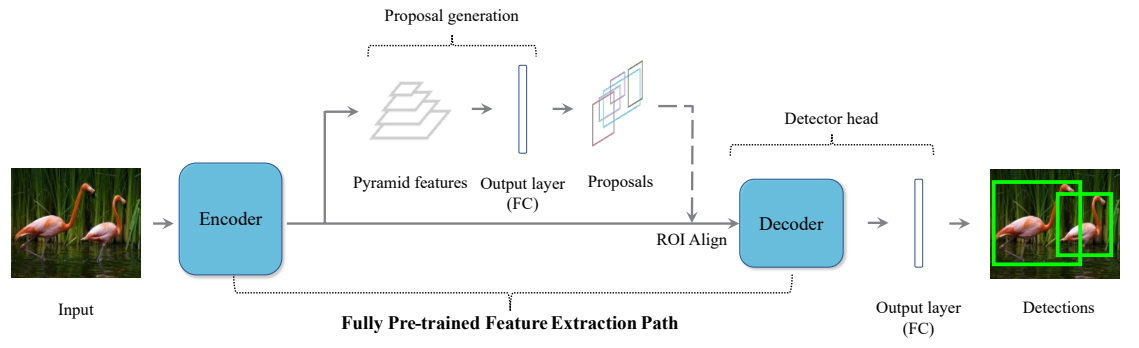 Proposal generation
Detector head
Pyramid features
Output layer
(FC)
Proposals
Encoder
Decoder
ROI Align
Input
Output layer
(FC)
Detections
Fully Pre-trained Feature Extraction Path